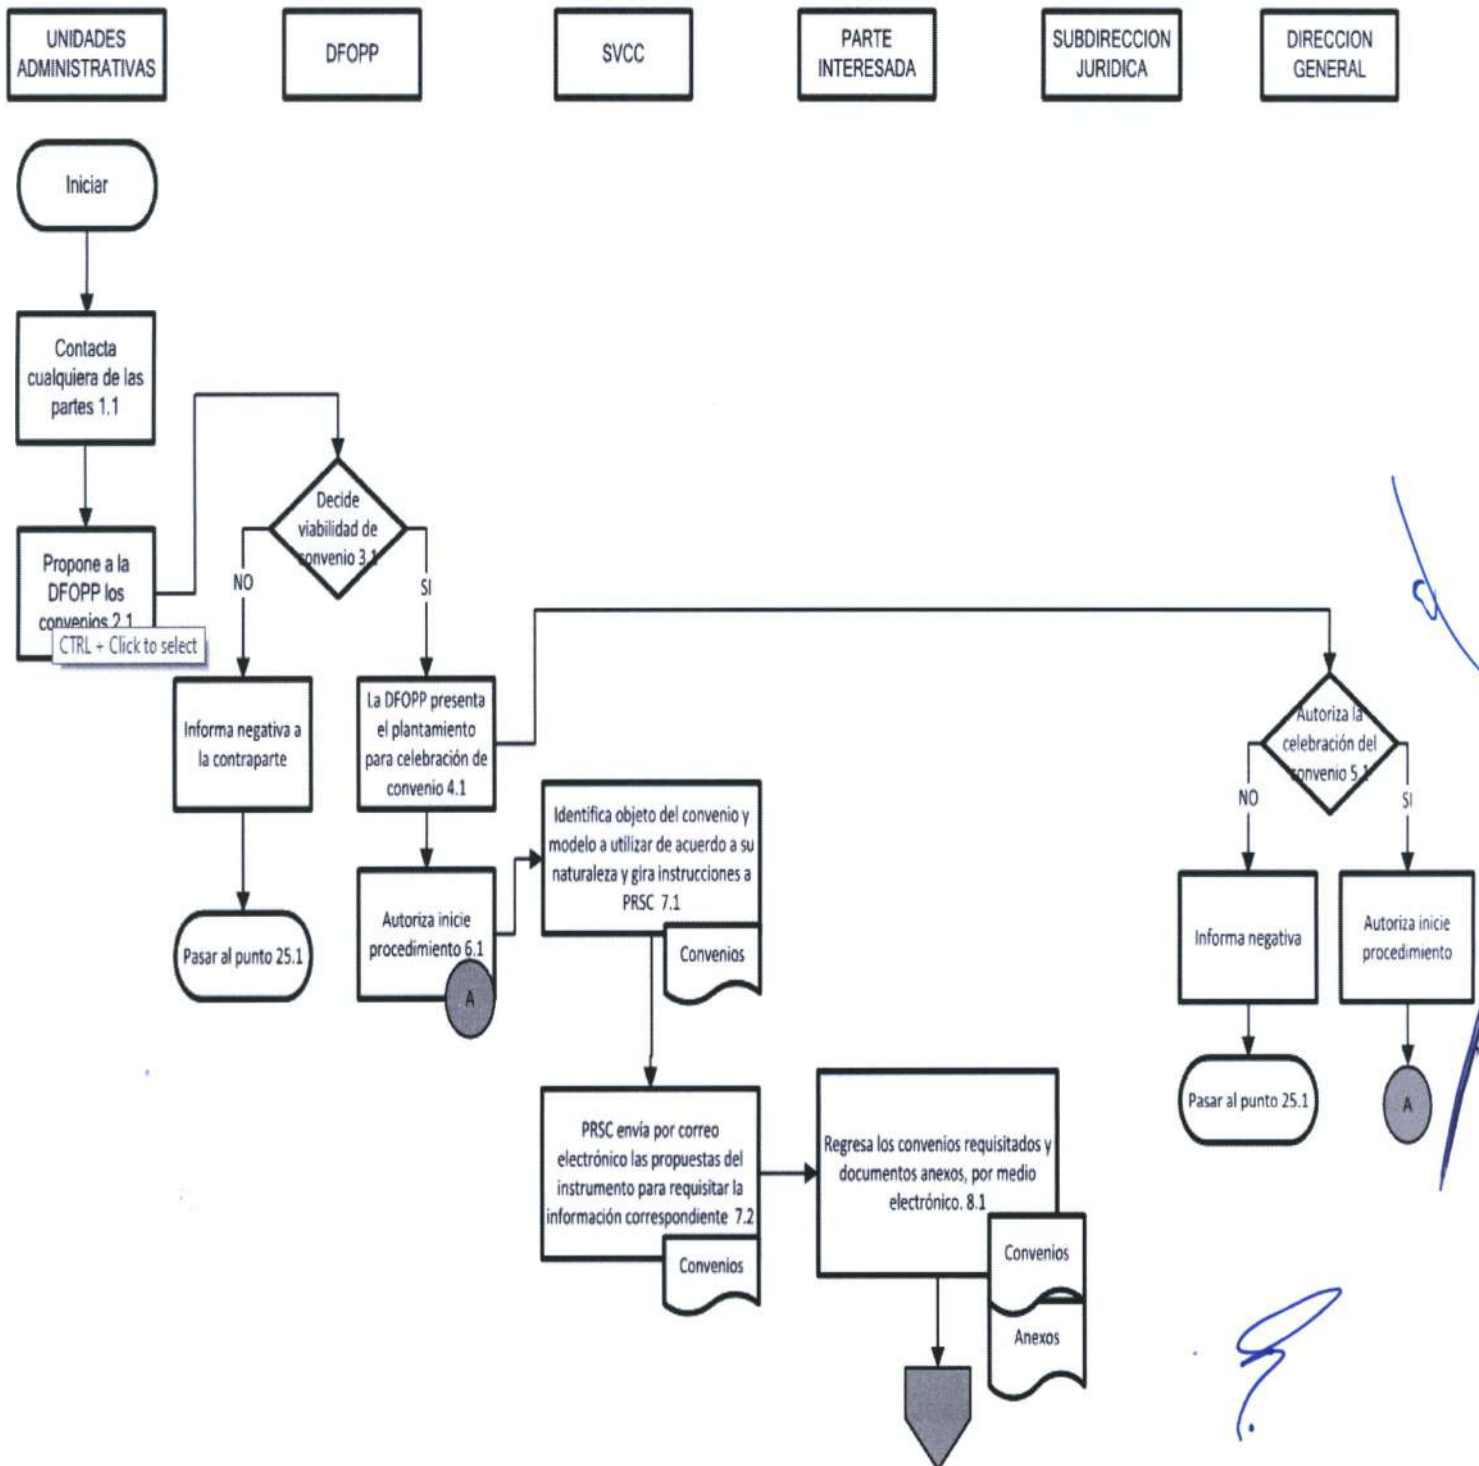 UNIDADES
ADMINISTRATIVAS
DFOPP
SVCC
PARTE
INTERESADA
SUBDIRECCION
JURIDICA
DIRECCION
GENERAL
Iniciar
Contacta
cualquiera de las
partes 1.1
Propone a la
DFOPP los
convenios 2.1
CTRL + Click to select
Decide
viabilidad de
convenio 3.1
NO
SI
Informa negativa a
la contraparte
Pasar al punto 25.1
La DFOPP presenta
el plantamiento
para celebración de
convenio 4.1
Autoriza inicie
procedimiento 6.1
A
Identifica objeto del convenio y
modelo a utilizar de acuerdo a su
naturaleza y gira instrucciones a
PRSC 7.1
Convenios
PRSC envía por correo
electrónico las propuestas del
instrumento para requisitar la
información correspondiente 7.2
Convenios
Regresa los convenios requisitados y
documentos anexos, por medio
electrónico. 8.1
Convenios
Anexos
Autoriza la
celebración del
convenio 5.1
NO
SI
Informa negativa
Pasar al punto 25.1
Autoriza inicie
procedimiento
A